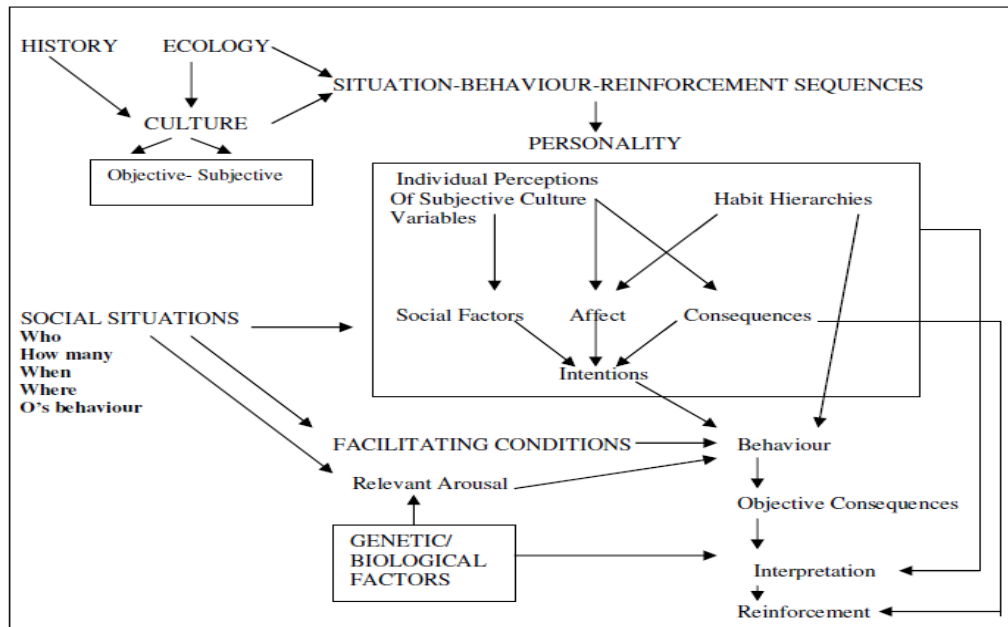 HISTORY ECOLOGY
SITUATION-BEHAVIOUR-REINFORCEMENT SEQUENCES
CULTURE
PERSONALITY
Objective- Subjective
Individual Perceptions
Of Subjective Culture
Variables
Habit Hierarchies
SOCIAL SITUATIONS
Who
How many
When
Where
O's behaviour
Social Factors Affect Consequences
Intentions
FACILITATING CONDITIONS
Behaviour
Relevant Arousal
Objective Consequences
GENETIC/
BIOLOGICAL
FACTORS
Interpretation
Reinforcement